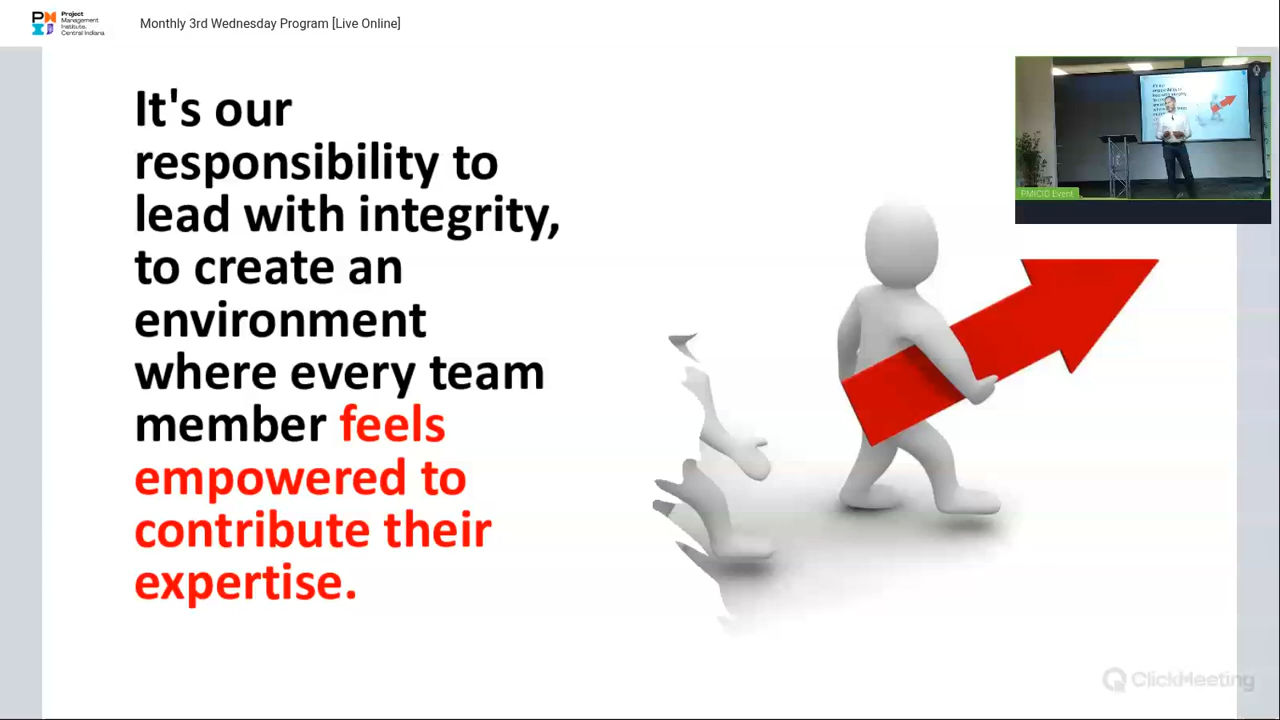 Project
Management
Institute.
Central Indiana
Monthly 3rd Wednesday Program [Live Online]
It's our
responsibility to
lead with integrity,
to create an
environment
where every team
member feels
empowered to
contribute their
expertise.
PMICID Event
ClickMeeting